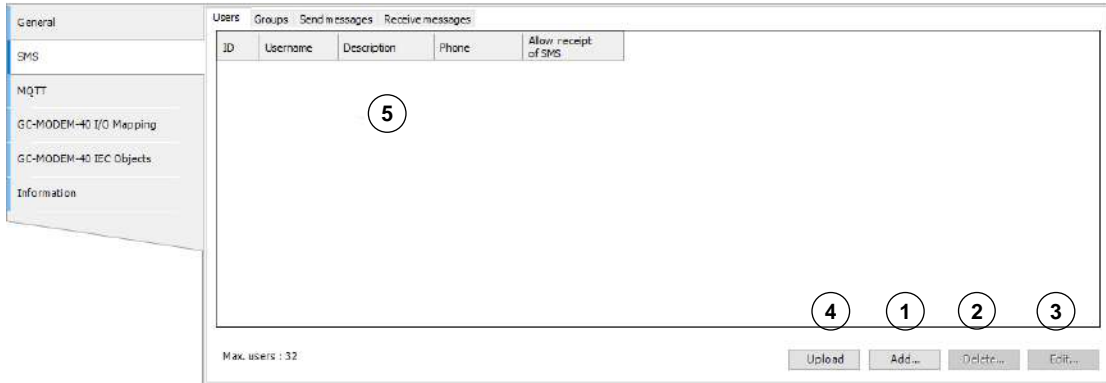 General
SMS
MQTT
GC-MODEM-40 I/O Mapping
GC-MODEM-40 IEC Objects
Information
Users Groups Send messages Receive messages
ID Username Description Phone Allow receipt
of SMS
5
4 1 2 3
Max. users : 32
Upload Add... Delete... Edit...